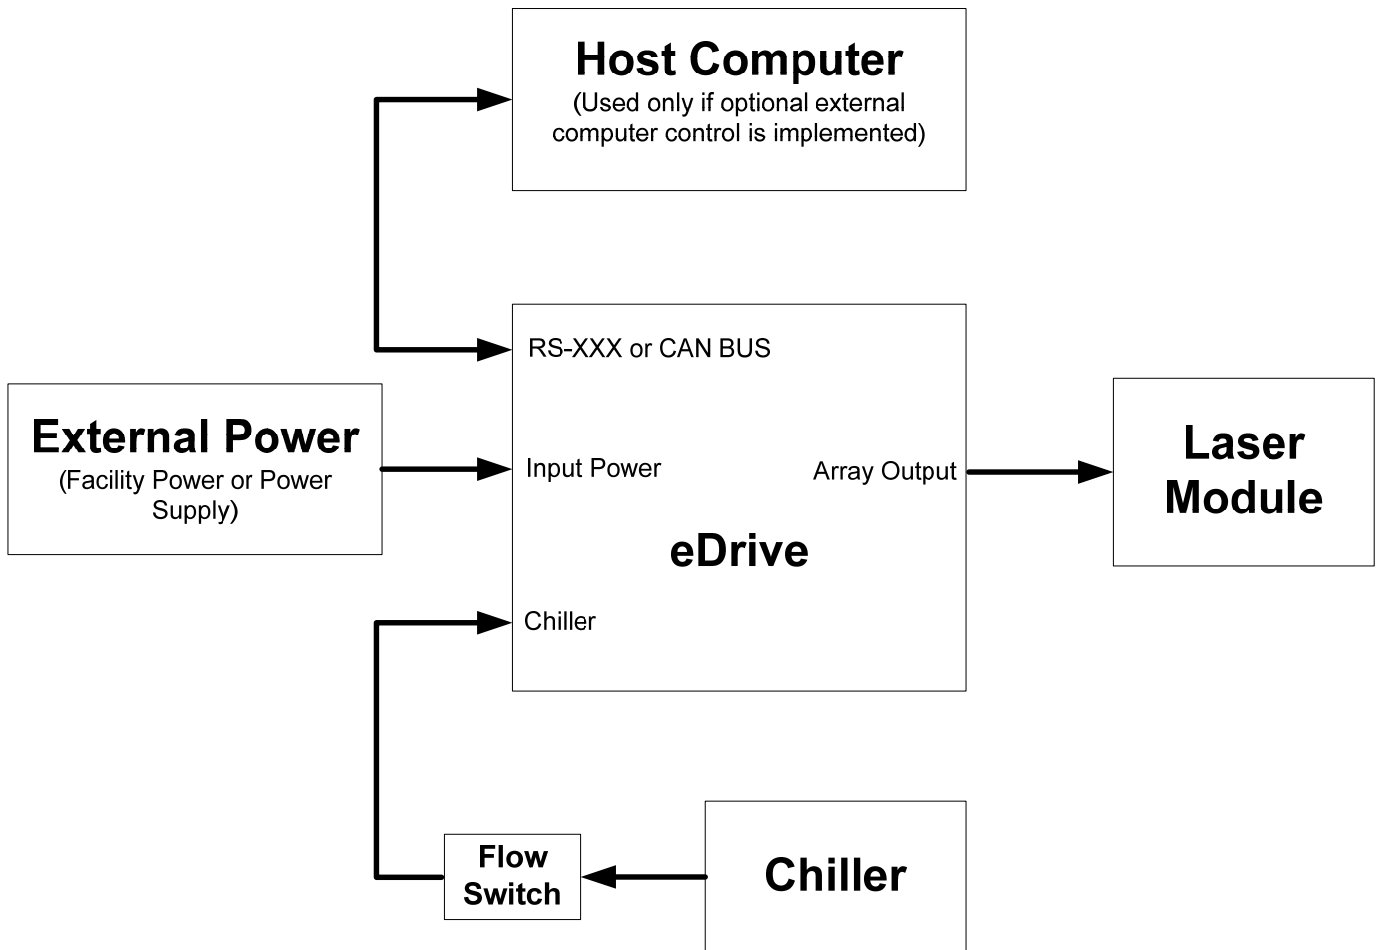 Host Computer
(Used only if optional external
computer control is implemented)
RS-XXX or CAN BUS
External Power
(Facility Power or Power
Supply)
Input Power
Array Output
eDrive
Chiller
Laser
Module
Flow
Switch
Chiller